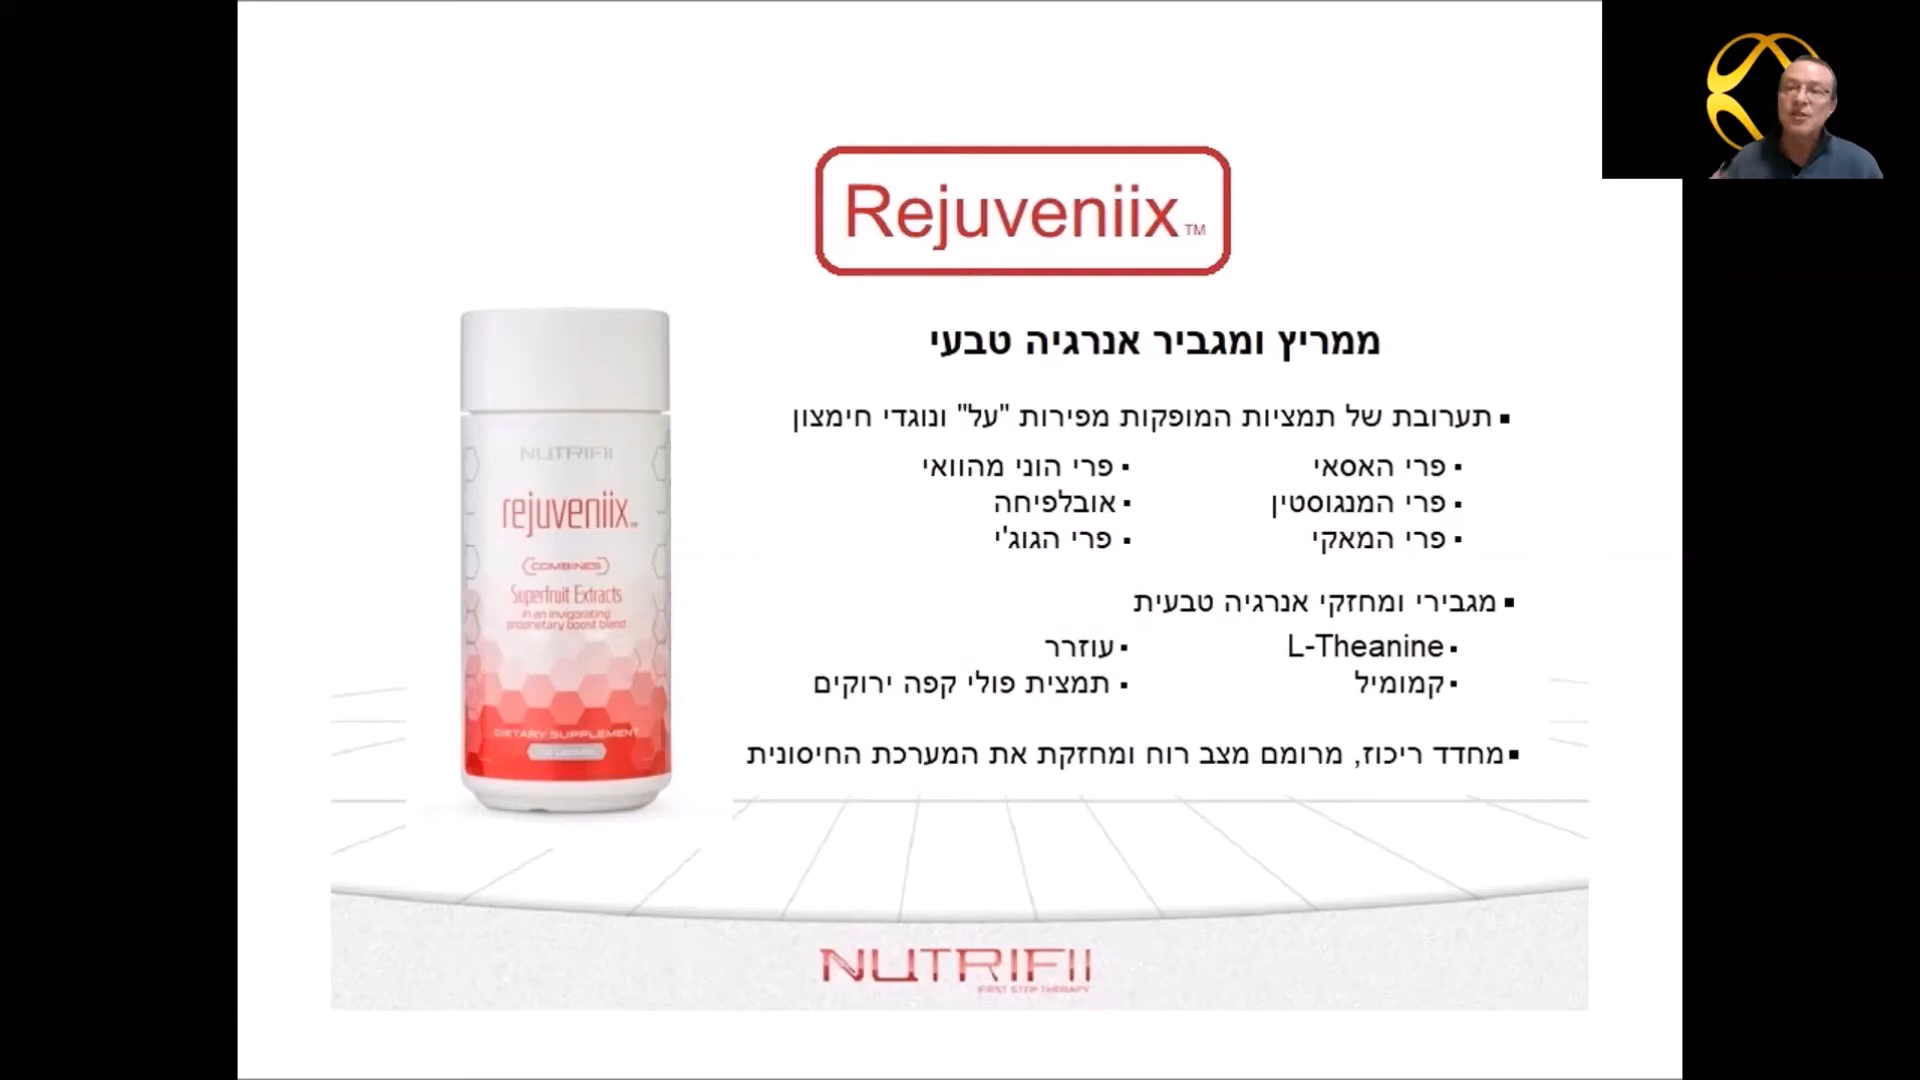 Rejuveniix™
ממריץ ומגביר אנרגיה טבעי
▪ תערובת של תמציות המופקות מפירות "על" ונוגדי חימצון
▪ פרי האסאי
▪ פרי המנגוסטין
▪ פרי המאקי
▪ פרי הוני מהוואי
▪ אובלפיחה
▪ פרי הגוג'י
▪ מגבירי ומחזקי אנרגיה טבעית
▪ L-Theanine
▪ קמומיל
▪ עוזרר
▪ תמצית פולי קפה ירוקים
▪ מחדד ריכוז, מרומם מצב רוח ומחזקת את המערכת החיסונית
NUTRIFII
rejuveniix
COMBINES
Superfruit Extracts
in an invigorating
proprietary boost blend
DIETARY SUPPLEMENT
NUTRIFII
FIRST STEP THERAPY